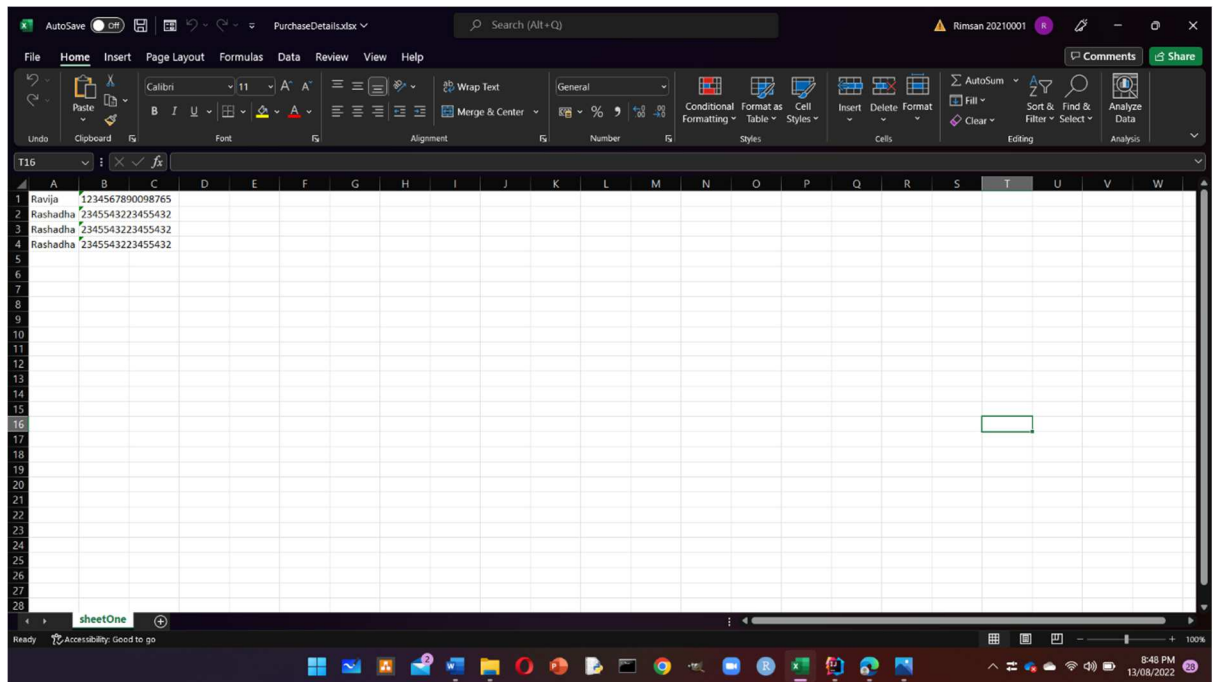 AutoSave Off PurchaseDetails.xlsx Search (Alt+Q) Rimsan 20210001 R
File Home Insert Page Layout Formulas Data Review View Help Comments Share
Calibri 11 A^ A˅ Wrap Text General AutoSum
Paste Conditional Formatting Format as Table Cell Styles Insert Delete Format Fill Sort & Filter Find & Select Analyze Data
B I U A Merge & Center % 9 Clear
Undo Clipboard Font Alignment Number Styles Cells Editing Analysis
T16 fx
A B C D E F G H I J K L M N O P Q R S T U V W
1 Ravija 1234567890098765
2 Rashadha 2345543223455432
3 Rashadha 2345543223455432
4 Rashadha 2345543223455432
5
6
7
8
9
10
11
12
13
14
15
16
17
18
19
20
21
22
23
24
25
26
27
28
sheetOne
Ready Accessibility: Good to go 100%
2 8:48 PM
13/08/2022 28